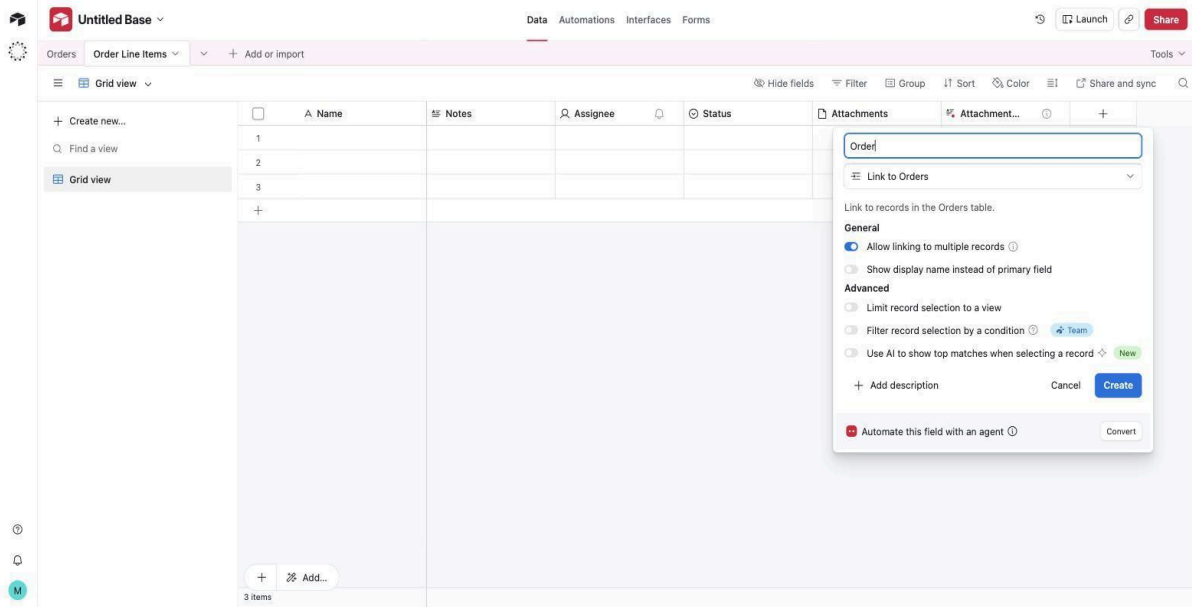 Untitled Base
Data
Automations
Interfaces
Forms
Launch
Share
Orders
Order Line Items
Add or import
Tools
Grid view
Hide fields
Filter
Group
Sort
Color
Share and sync
Create new...
Find a view
Grid view
Name
Notes
Assignee
Status
Attachments
Attachment...
1
2
3
Order
Link to Orders
Link to records in the Orders table.
General
Allow linking to multiple records
Show display name instead of primary field
Advanced
Limit record selection to a view
Filter record selection by a condition
Team
Use AI to show top matches when selecting a record
New
Add description
Cancel
Create
Automate this field with an agent
Convert
Add...
3 items
M